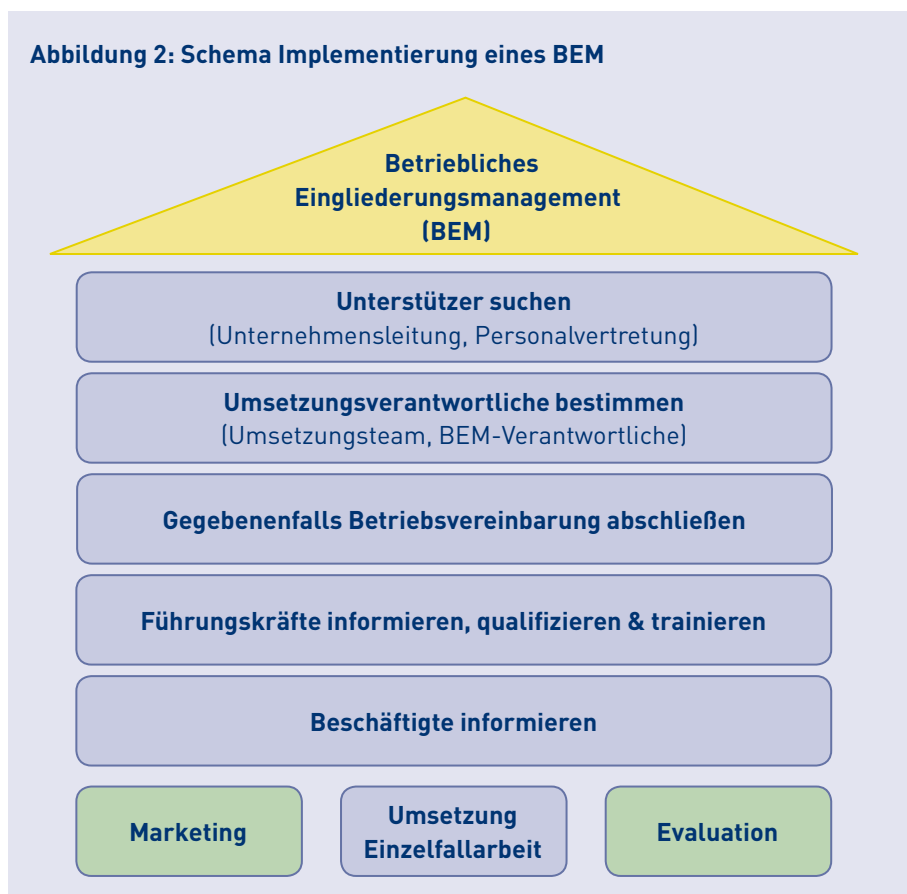 Abbildung 2: Schema Implementierung eines BEM
Betriebliches
Eingliederungsmanagement
(BEM)
Unterstützer suchen
(Unternehmensleitung, Personalvertretung)
Umsetzungsverantwortliche bestimmen
(Umsetzungsteam, BEM-Verantwortliche)
Gegebenenfalls Betriebsvereinbarung abschließen
Führungskräfte informieren, qualifizieren & trainieren
Beschäftigte informieren
Marketing
Umsetzung
Einzelfallarbeit
Evaluation